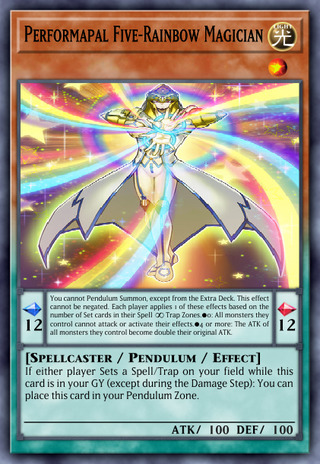 Performapal Five-Rainbow Magician
LIGHT
光
You cannot Pendulum Summon, except from the Extra Deck. This effect
cannot be negated. Each player applies 1 of these effects based on the
number of Set cards in their Spell & Trap Zones.●0: All monsters they
control cannot attack or activate their effects.●4 or more: The ATK of
all monsters they control become double their original ATK.
12
12
[Spellcaster / Pendulum / Effect]
If either player Sets a Spell/Trap on your field while this
card is in your GY (except during the Damage Step): You can
place this card in your Pendulum Zone.
ATK/ 100 DEF/ 100